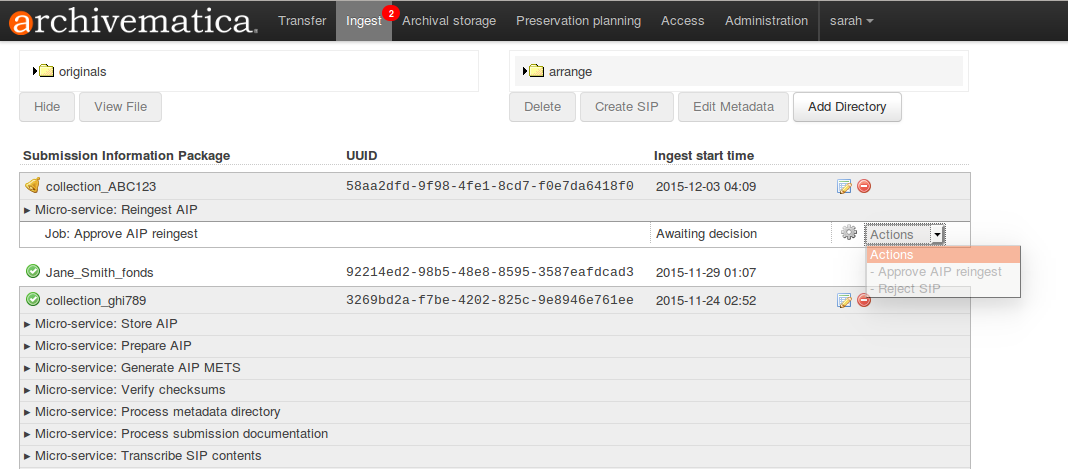 archivematica. Transfer Ingest 2 Archival storage Preservation planning Access Administration sarah
originals arrange
Hide View File Delete Create SIP Edit Metadata Add Directory
Submission Information Package UUID Ingest start time
collection_ABC123 58aa2dfd-9f98-4fe1-8cd7-f0e7da6418f0 2015-12-03 04:09
Micro-service: Reingest AIP
Job: Approve AIP reingest Awaiting decision Actions
Actions
- Approve AIP reingest
- Reject SIP
Jane_Smith_fonds 92214ed2-98b5-48e8-8595-3587eafdcad3 2015-11-29 01:07
collection_ghi789 3269bd2a-f7be-4202-825c-9e8946e761ee 2015-11-24 02:52
Micro-service: Store AIP
Micro-service: Prepare AIP
Micro-service: Generate AIP METS
Micro-service: Verify checksums
Micro-service: Process metadata directory
Micro-service: Process submission documentation
Micro-service: Transcribe SIP contents